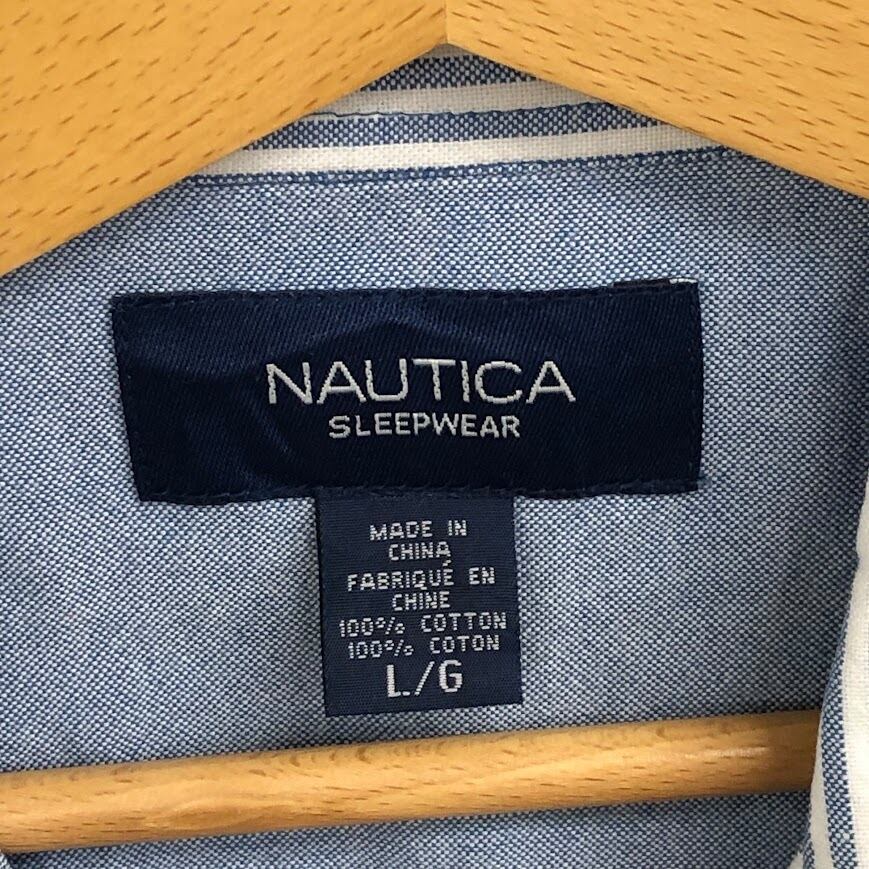 NAUTICA
SLEEPWEAR
MADE IN
CHINA
FABRIQUÉ EN
CHINE
100% COTTON
100% COTON
L/G